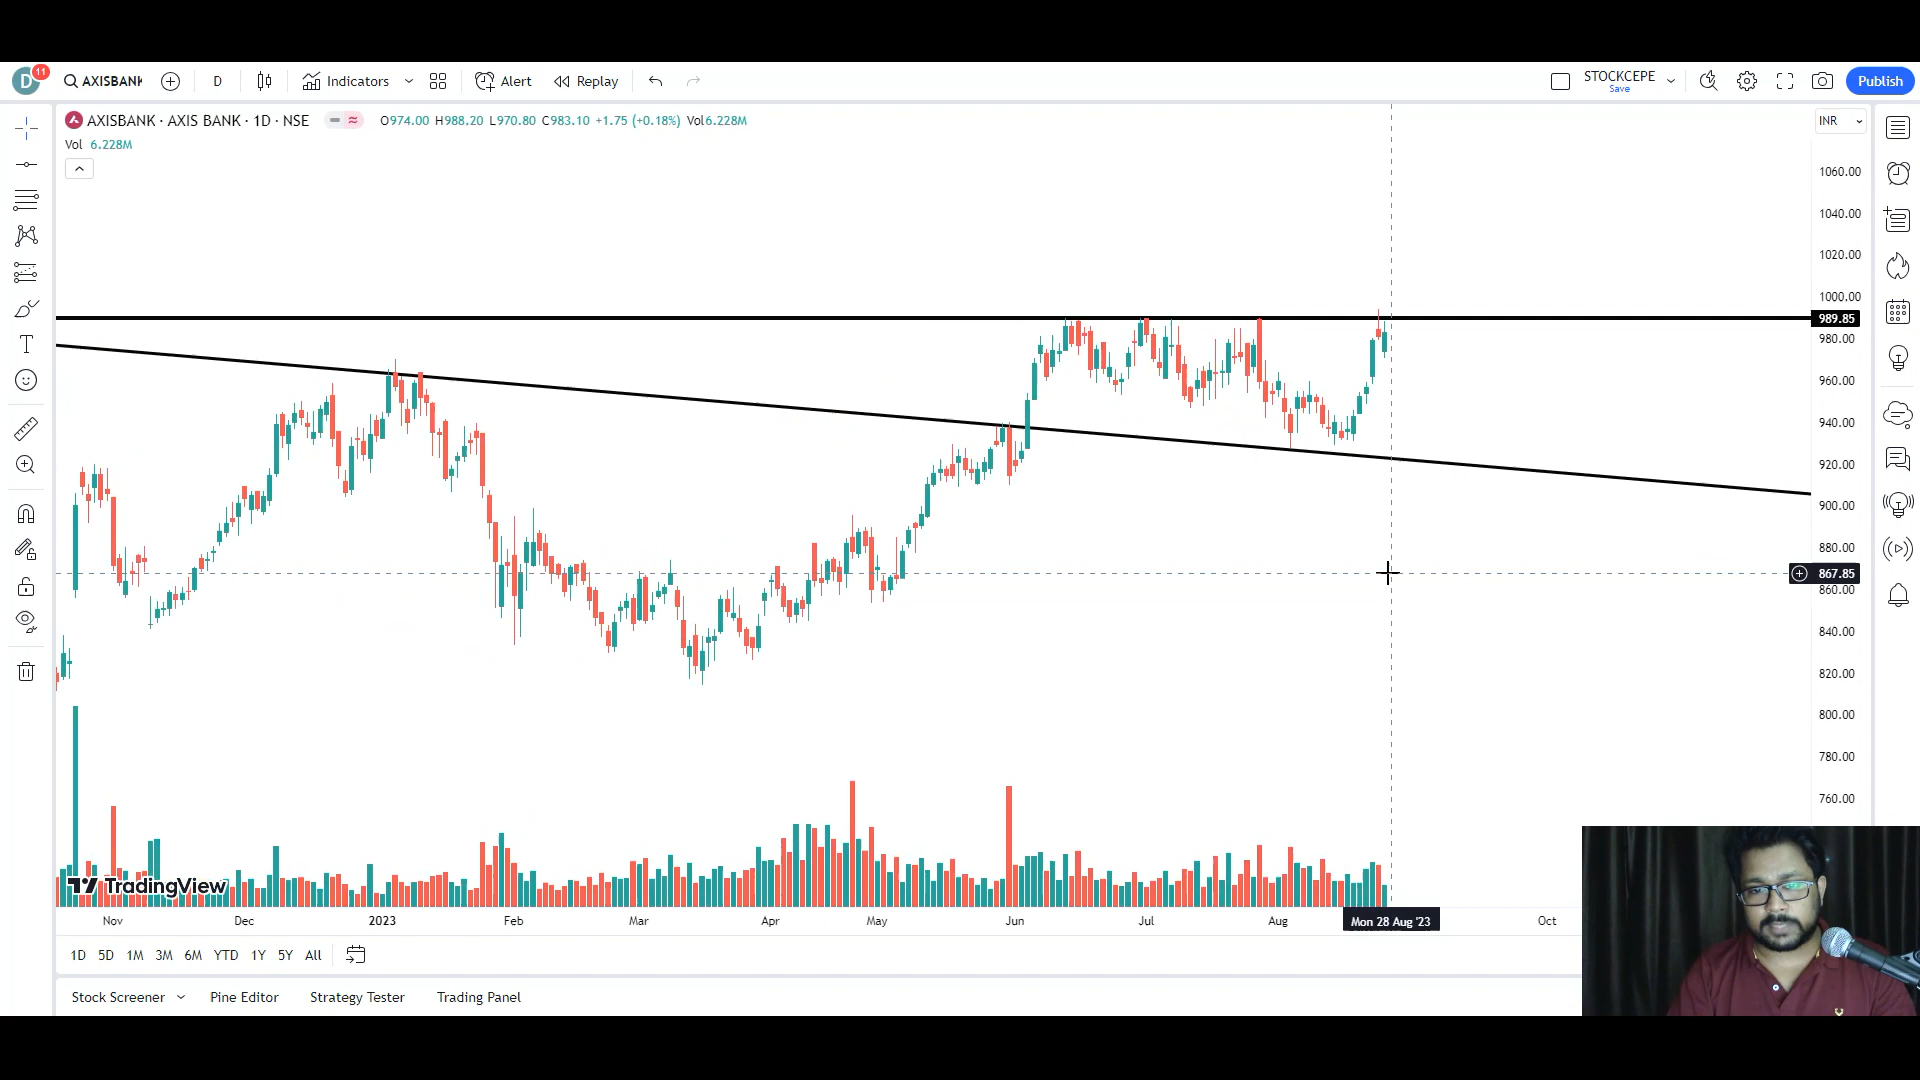 D 11 AXISBANK D Indicators Alert Replay STOCKCEPE Save Publish
AXISBANK · AXIS BANK · 1D · NSE O974.00 H988.20 L970.80 C983.10 +1.75 (+0.18%) Vol6.228M INR
Vol 6.228M
1060.00
1040.00
1020.00
1000.00
989.85
980.00
960.00
940.00
920.00
900.00
880.00
867.85
860.00
840.00
820.00
800.00
780.00
760.00
TradingView
Nov Dec 2023 Feb Mar Apr May Jun Jul Aug Mon 28 Aug '23 Oct
1D 5D 1M 3M 6M YTD 1Y 5Y All
Stock Screener Pine Editor Strategy Tester Trading Panel